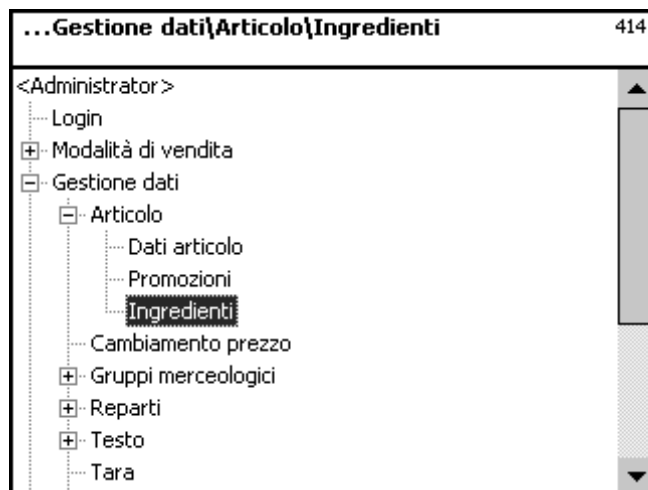 ...Gestione dati\Articolo\Ingredienti 414
<Administrator>
Login
Modalità di vendita
Gestione dati
Articolo
Dati articolo
Promozioni
Ingredienti
Cambiamento prezzo
Gruppi merceologici
Reparti
Testo
Tara